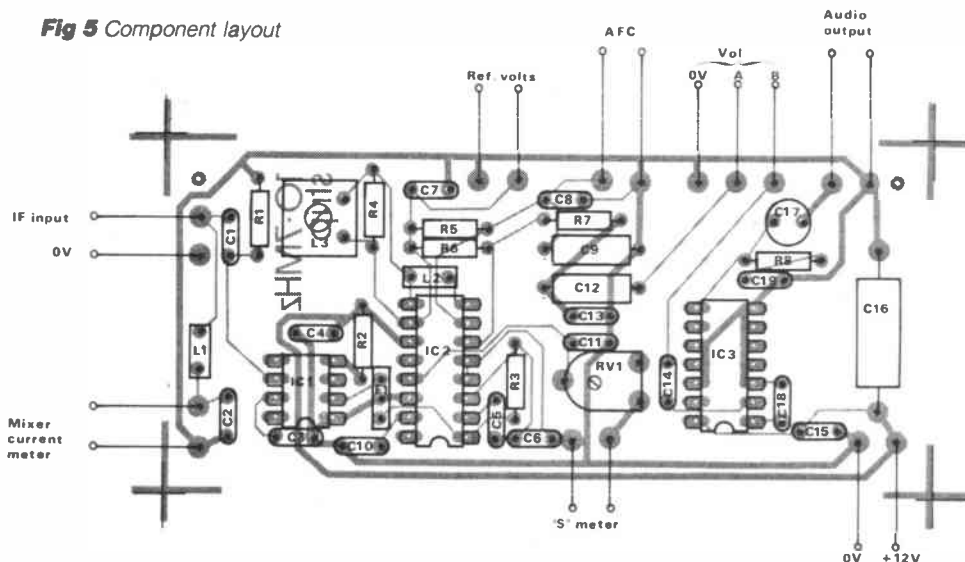 Fig 5 Component layout
Audio output
AFC
Vol
0V A B
Ref. volts
IF input
0V
Mixer current meter
C1
R1
R4
C7
R5
R6
L2
C8
R7
C9
C12
C13
C11
RV1
C17
R8
C19
C16
L1
C2
C4
R2
IC1
IC2
R3
C5
C6
C3
C10
C14
IC3
C18
C15
'S' meter
0V +12V